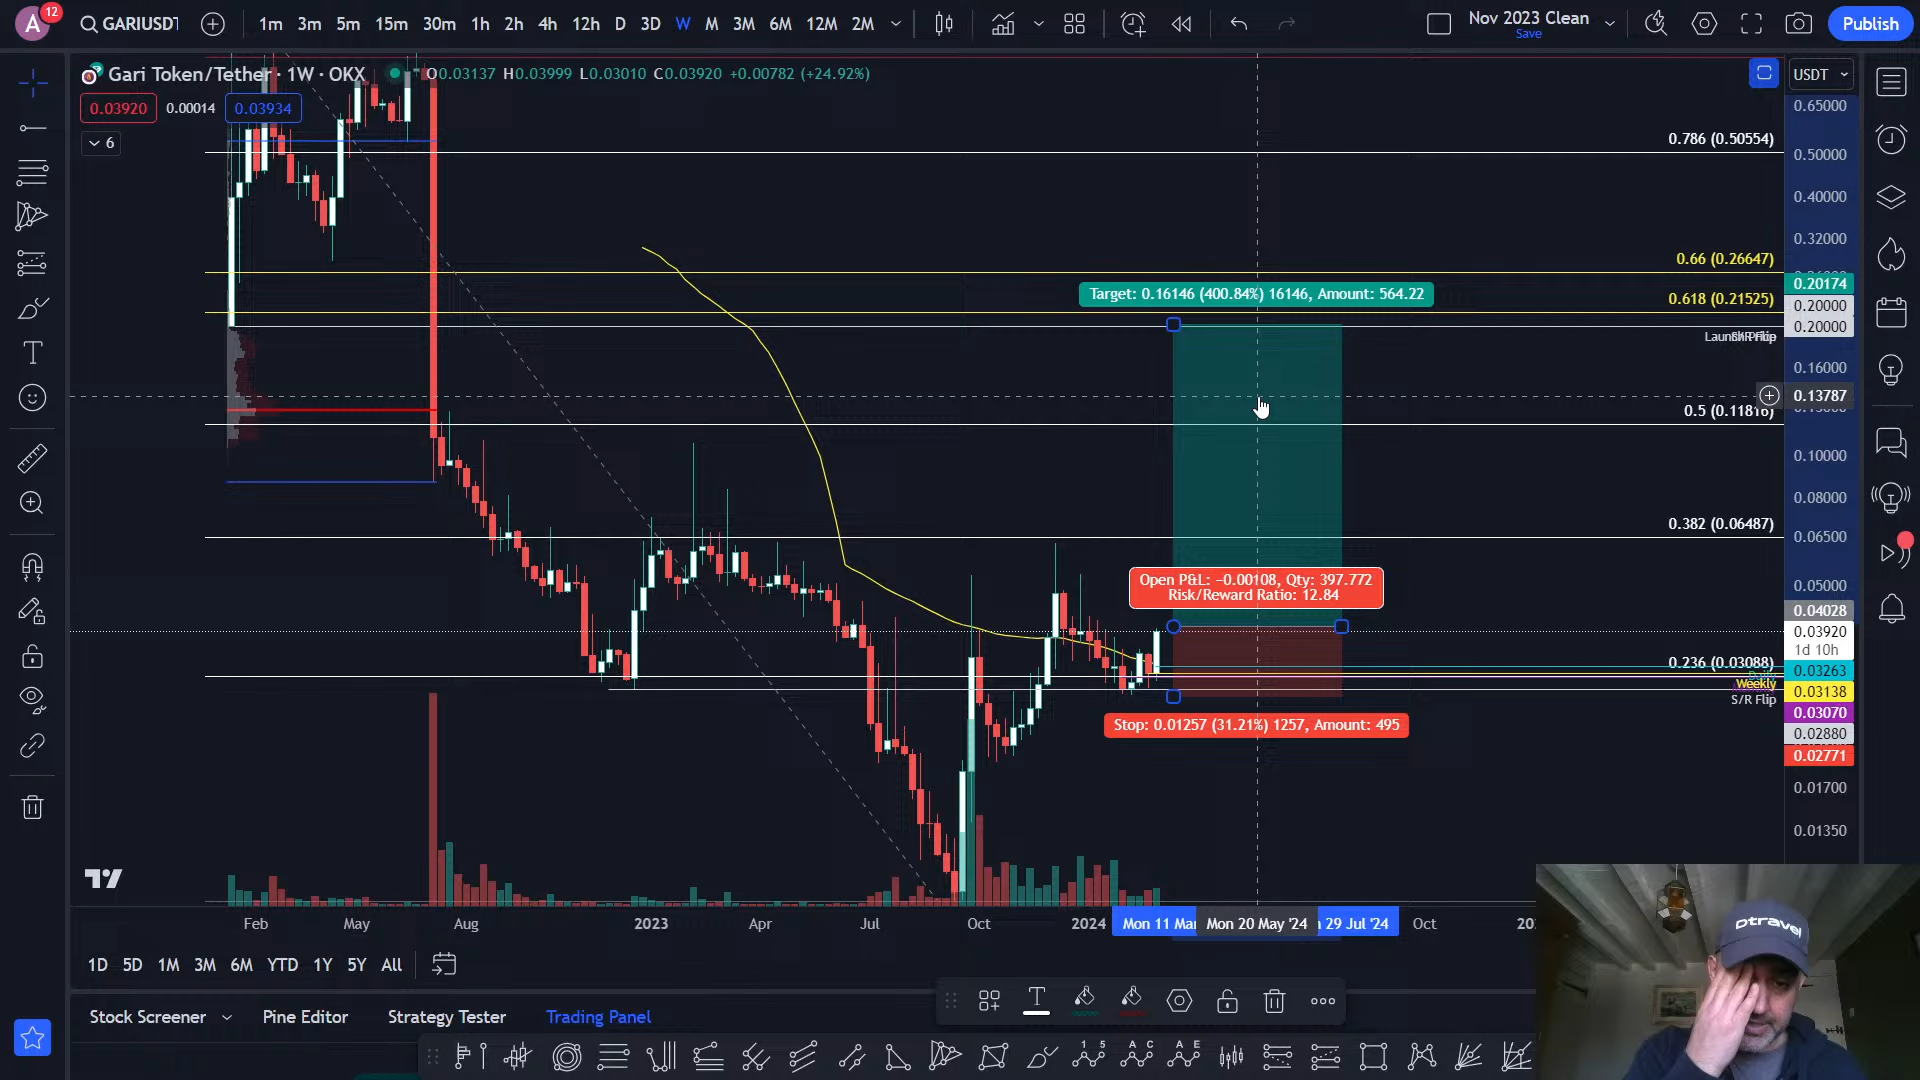 A 12 GARIUSDT 1m 3m 5m 15m 30m 1h 2h 4h 12h D 3D W M 3M 6M 12M 2M Nov 2023 Clean Publish
Save
Gari Token/Tether · 1W · OKX O0.03137 H0.03999 L0.03010 C0.03920 +0.00782 (+24.92%) USDT
0.03920 0.00014 0.03934
6
0.65000
0.786 (0.50554)
0.50000
0.40000
0.32000
0.66 (0.26647)
0.20174
Target: 0.16146 (400.84%) 16146, Amount: 564.22
0.618 (0.21525)
0.20000
0.20000
0.16000
0.13787
0.5 (0.11816)
0.10000
0.08000
0.382 (0.06487)
0.06500
Open P&L: −0.00108, Qty: 397.772
Risk/Reward Ratio: 12.84
0.05000
0.04028
0.03920
1d 10h
0.236 (0.03088)
0.03263
Weekly
0.03138
S/R Flip
0.03070
Stop: 0.01257 (31.21%) 1257, Amount: 495
0.02880
0.02771
0.01700
0.01350
Feb May Aug 2023 Apr Jul Oct 2024 Mon 11 Mar Mon 20 May '24 29 Jul '24 Oct
1D 5D 1M 3M 6M YTD 1Y 5Y All
Stock Screener Pine Editor Strategy Tester Trading Panel
Dtravel